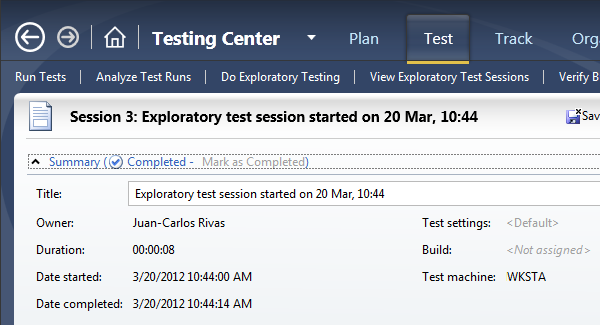 Testing Center Plan Test Track Org
Run Tests Analyze Test Runs Do Exploratory Testing View Exploratory Test Sessions Verify B
Session 3: Exploratory test session started on 20 Mar, 10:44 Sav
Summary ( Completed - Mark as Completed)
Title: Exploratory test session started on 20 Mar, 10:44
Owner: Juan-Carlos Rivas Test settings: <Default>
Duration: 00:00:08 Build: <Not assigned>
Date started: 3/20/2012 10:44:00 AM Test machine: WKSTA
Date completed: 3/20/2012 10:44:14 AM